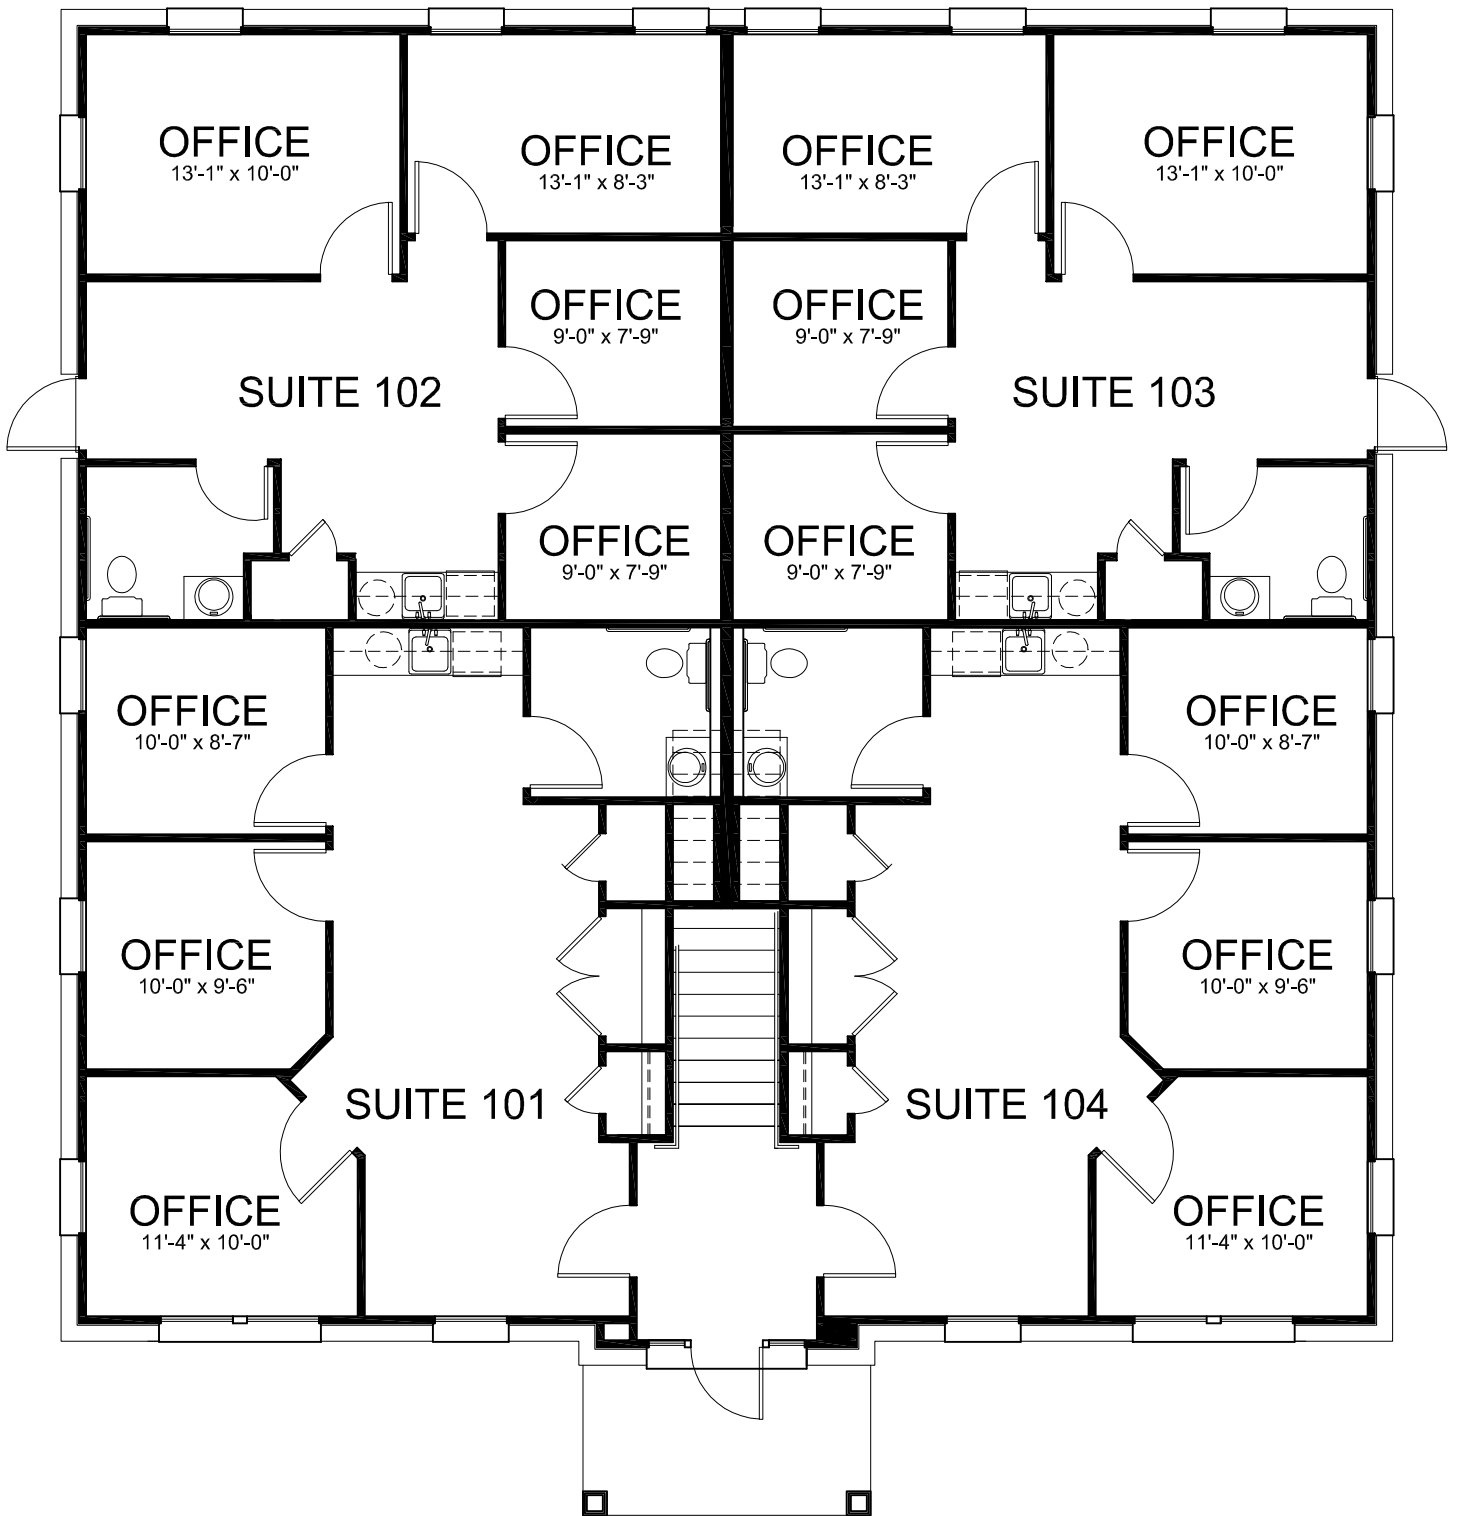 OFFICE
13'-1" x 10'-0"
OFFICE
13'-1" x 8'-3"
OFFICE
13'-1" x 8'-3"
OFFICE
13'-1" x 10'-0"
OFFICE
9'-0" x 7'-9"
OFFICE
9'-0" x 7'-9"
SUITE 102
SUITE 103
OFFICE
9'-0" x 7'-9"
OFFICE
9'-0" x 7'-9"
OFFICE
10'-0" x 8'-7"
OFFICE
10'-0" x 8'-7"
OFFICE
10'-0" x 9'-6"
OFFICE
10'-0" x 9'-6"
SUITE 101
SUITE 104
OFFICE
11'-4" x 10'-0"
OFFICE
11'-4" x 10'-0"